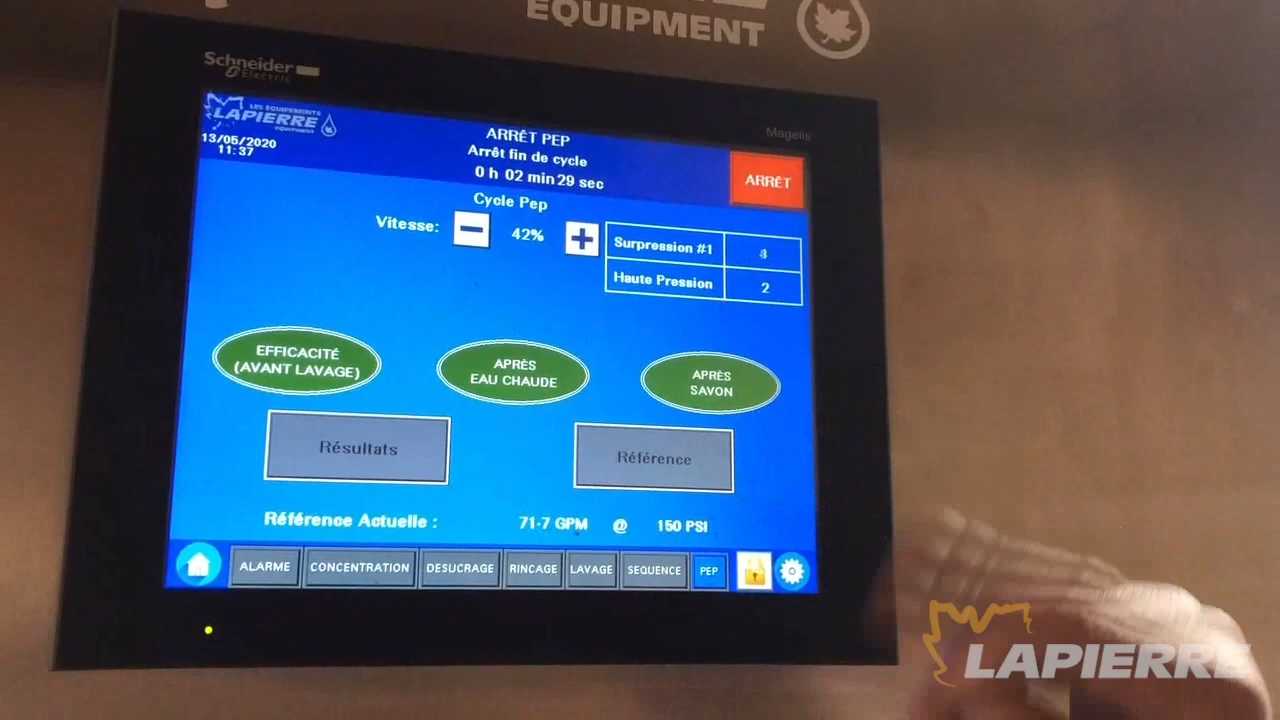 EQUIPMENT
Schneider
Electric
Magelis
LES EQUIPEMENTS
LAPIERRE
EQUIPMENT
13/05/2020
11:37
ARRÊT PEP
Arrêt fin de cycle
0 h 02 min 29 sec
ARRÊT
Cycle Pep
Vitesse: 42%
Surpression #1
Haute Pression 2
EFFICACITÉ
(AVANT LAVAGE)
APRÈS
EAU CHAUDE
APRÈS
SAVON
Résultats
Référence
Référence Actuelle : 71.7 GPM @ 150 PSI
ALARME CONCENTRATION DESUCRAGE RINCAGE LAVAGE SEQUENCE PEP
LAPIERRE